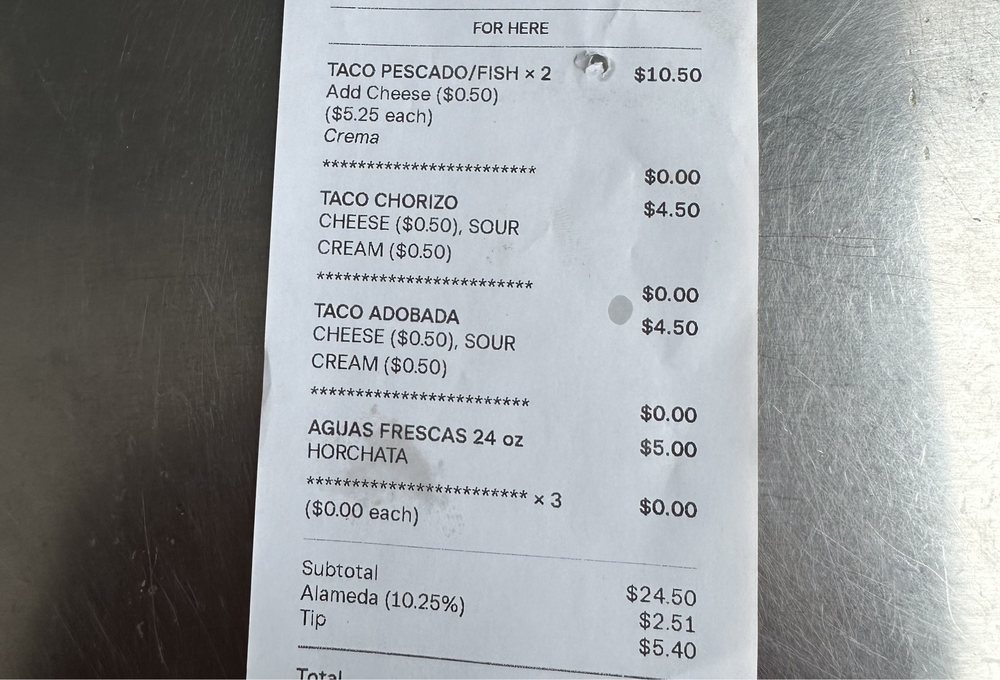 FOR HERE
TACO PESCADO/FISH × 2 $10.50
Add Cheese ($0.50)
($5.25 each)
Crema
************************ $0.00
TACO CHORIZO $4.50
CHEESE ($0.50), SOUR
CREAM ($0.50)
************************ $0.00
TACO ADOBADA $4.50
CHEESE ($0.50), SOUR
CREAM ($0.50)
************************ $0.00
AGUAS FRESCAS 24 oz $5.00
HORCHATA
************************ × 3 $0.00
($0.00 each)
Subtotal $24.50
Alameda (10.25%) $2.51
Tip $5.40
Total